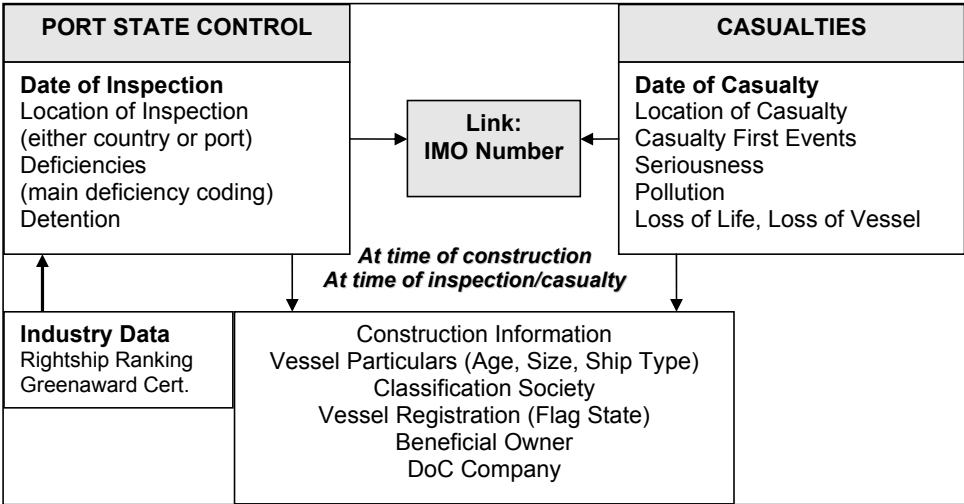 PORT STATE CONTROL
Date of Inspection
Location of Inspection
(either country or port)
Deficiencies
(main deficiency coding)
Detention
Link:
IMO Number
CASUALTIES
Date of Casualty
Location of Casualty
Casualty First Events
Seriousness
Pollution
Loss of Life, Loss of Vessel
At time of construction
At time of inspection/casualty
Industry Data
Rightship Ranking
Greenaward Cert.
Construction Information
Vessel Particulars (Age, Size, Ship Type)
Classification Society
Vessel Registration (Flag State)
Beneficial Owner
DoC Company